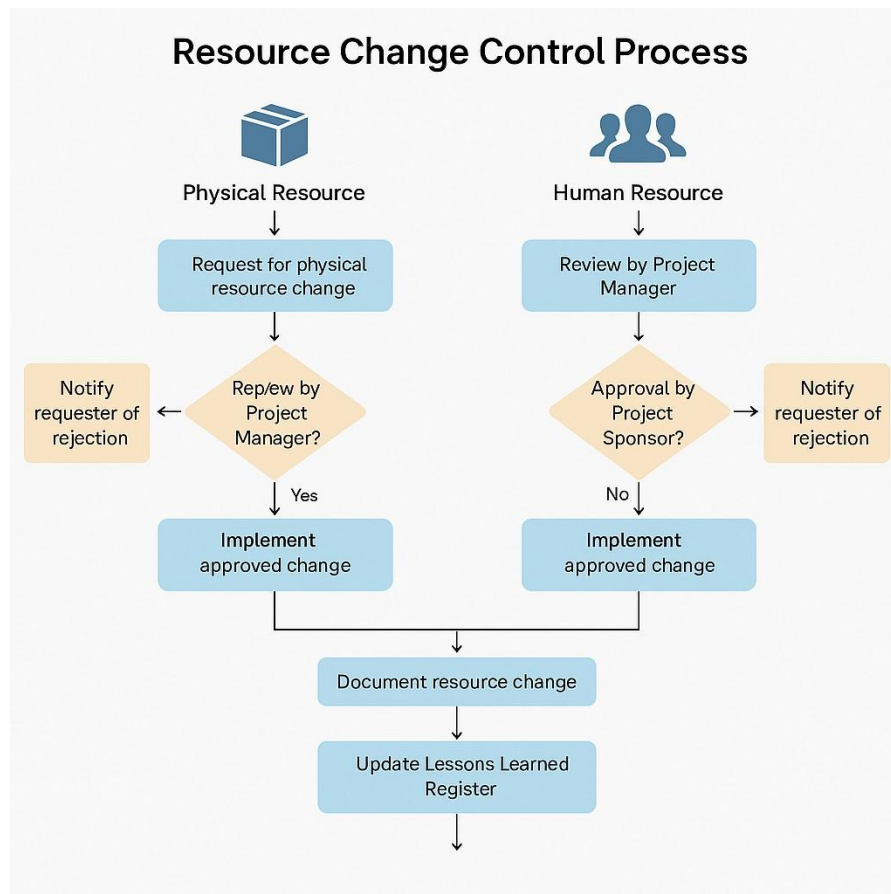 Resource Change Control Process
Physical Resource
Request for physical
resource change
Rep/ew by
Project
Manager?
Notify
requester of
rejection
Yes
Implement
approved change
Human Resource
Review by Project
Manager
Approval by
Project
Sponsor?
Notify
requester of
rejection
No
Implement
approved change
Document resource change
Update Lessons Learned
Register